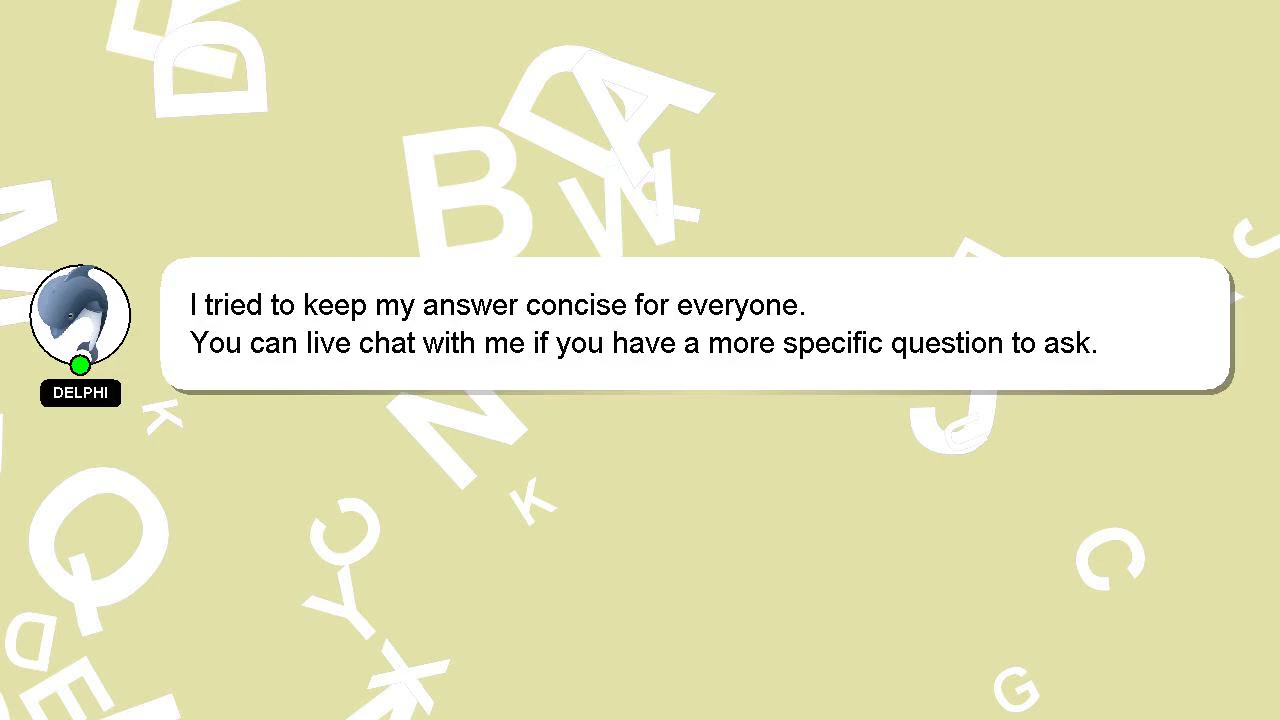 I tried to keep my answer concise for everyone.
You can live chat with me if you have a more specific question to ask.
DELPHI